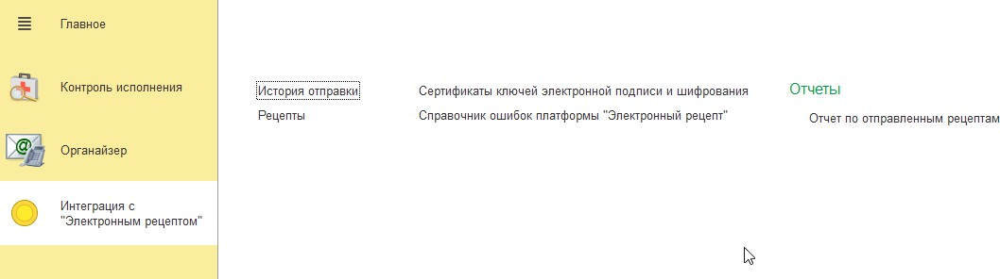 Главное
Контроль исполнения
Органайзер
Интеграция с
"Электронным рецептом"
История отправки
Рецепты
Сертификаты ключей электронной подписи и шифрования
Справочник ошибок платформы "Электронный рецепт"
Отчеты
Отчет по отправленным рецептам